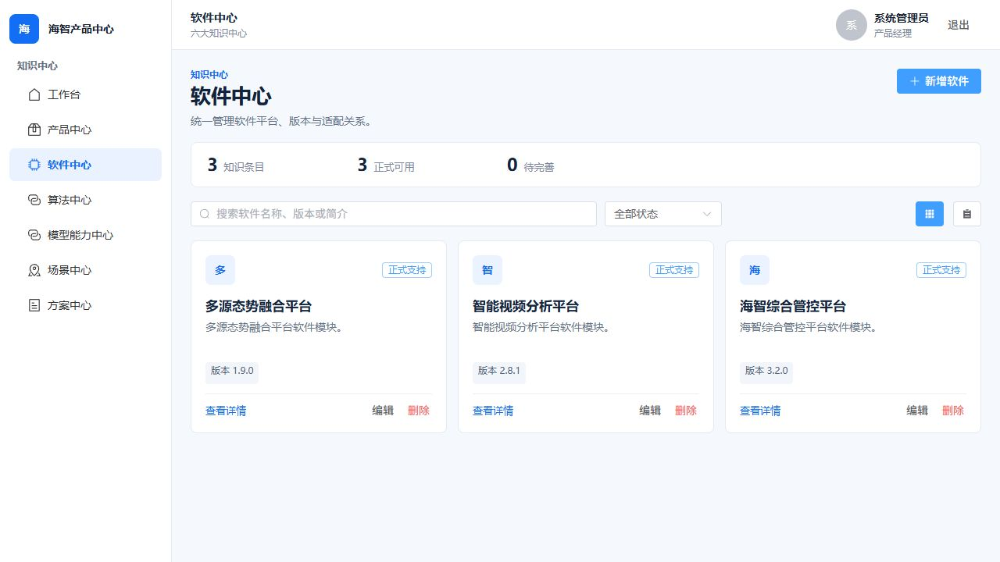 海 海智产品中心
知识中心
工作台
产品中心
软件中心
算法中心
模型能力中心
场景中心
方案中心
软件中心
六大知识中心
系 系统管理员
产品经理
退出
知识中心
软件中心
统一管理软件平台、版本与适配关系。
新增软件
3 知识条目 3 正式可用 0 待完善
搜索软件名称、版本或简介 全部状态
多 正式支持
多源态势融合平台
多源态势融合平台软件模块。
版本 1.9.0
查看详情 编辑 删除
智 正式支持
智能视频分析平台
智能视频分析平台软件模块。
版本 2.8.1
查看详情 编辑 删除
海 正式支持
海智综合管控平台
海智综合管控平台软件模块。
版本 3.2.0
查看详情 编辑 删除